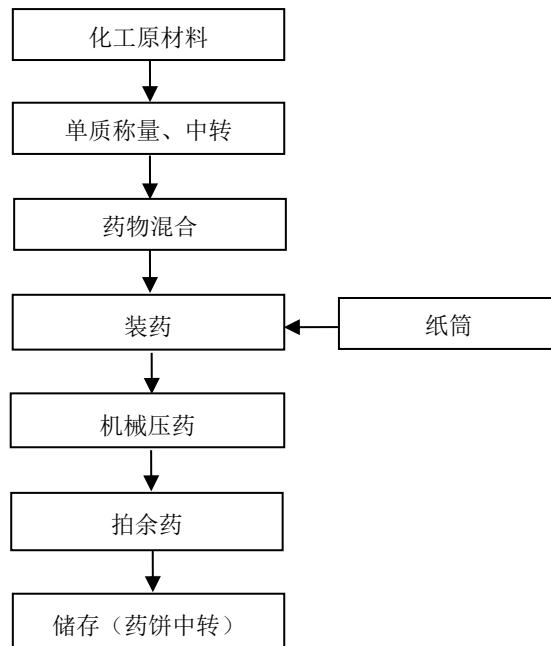 化工原材料
单质称量、中转
药物混合
装药
纸筒
机械压药
拍余药
储存（药饼中转）